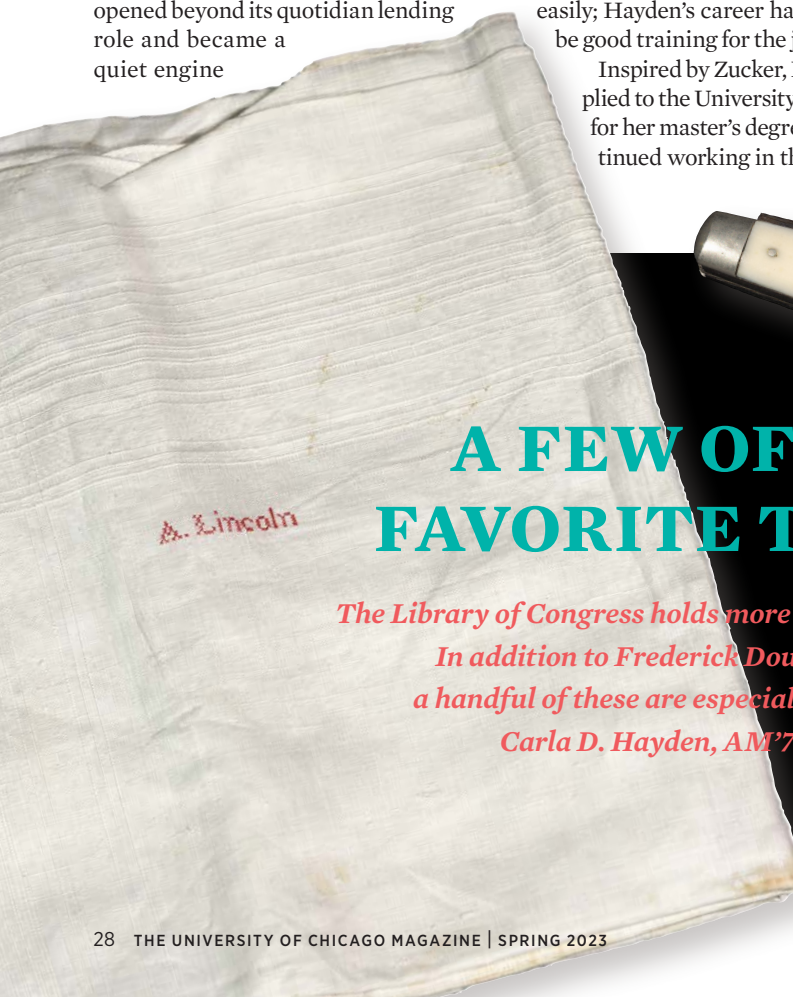 opened beyond its quotidian lending
role and became a
quiet engine
easily; Hayden's career ha
be good training for the j
Inspired by Zucker,
plied to the University
for her master's degre
tinued working in th
A. Lincoln
A FEW OF
FAVORITE T
The Library of Congress holds more
In addition to Frederick Dou
a handful of these are especial
Carla D. Hayden, AM'7
28 THE UNIVERSITY OF CHICAGO MAGAZINE | SPRING 2023